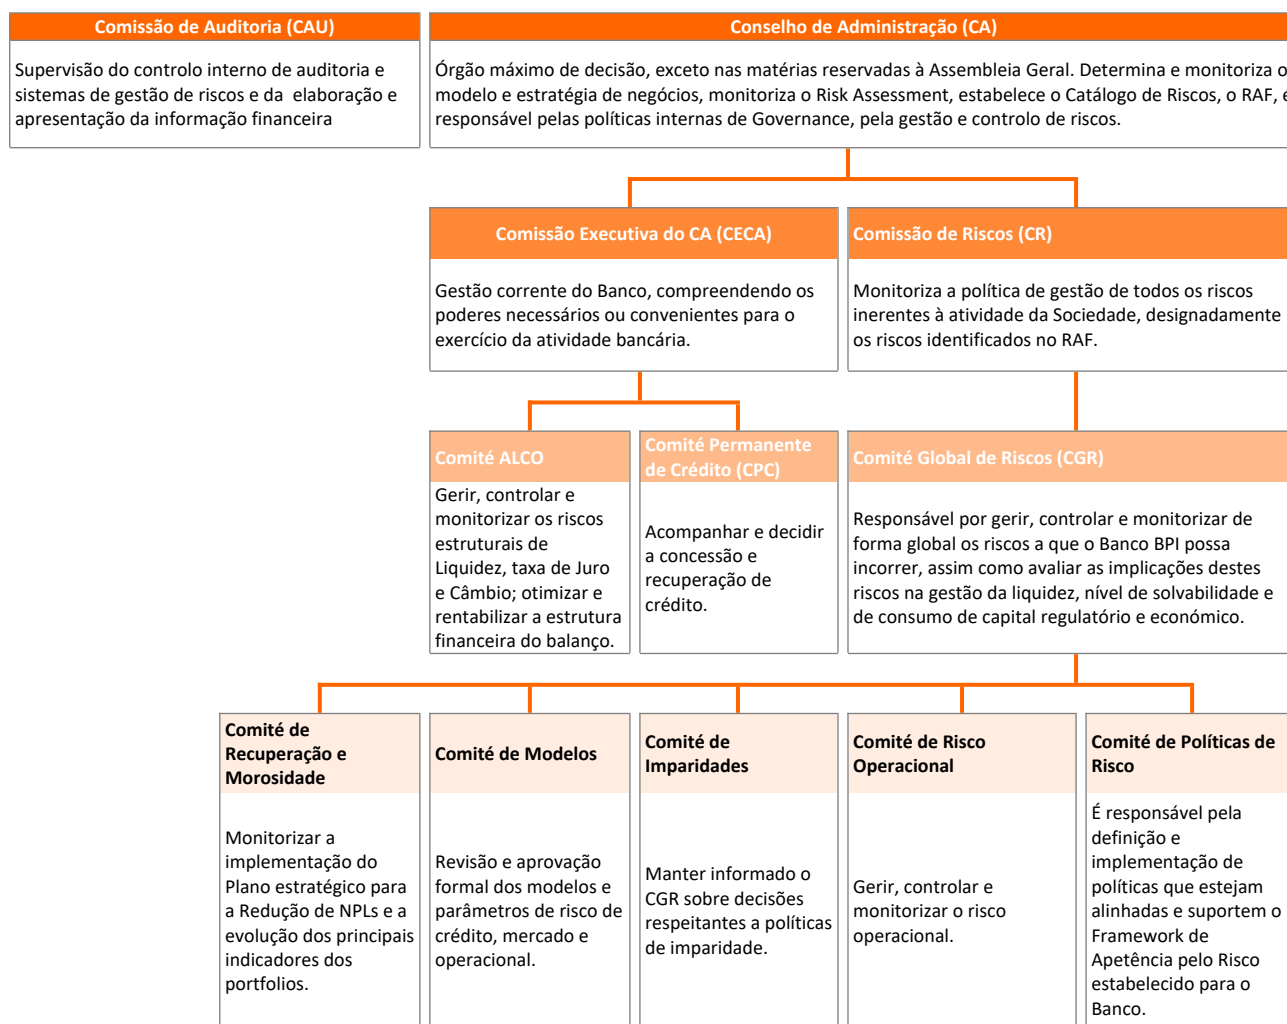 Comissão de Auditoria (CAU)
Supervisão do controlo interno de auditoria e
sistemas de gestão de riscos e da elaboração e
apresentação da informação financeira
Conselho de Administração (CA)
Órgão máximo de decisão, exceto nas matérias reservadas à Assembleia Geral. Determina e monitoriza o
modelo e estratégia de negócios, monitoriza o Risk Assessment, estabelece o Catálogo de Riscos, o RAF, é
responsável pelas políticas internas de Governance, pela gestão e controlo de riscos.
Comissão Executiva do CA (CECA)
Gestão corrente do Banco, compreendendo os
poderes necessários ou convenientes para o
exercício da atividade bancária.
Comissão de Riscos (CR)
Monitoriza a política de gestão de todos os riscos
inerentes à atividade da Sociedade, designadamente
os riscos identificados no RAF.
Comité ALCO
Gerir, controlar e
monitorizar os riscos
estruturais de
Liquidez, taxa de Juro
e Câmbio; otimizar e
rentabilizar a estrutura
financeira do balanço.
Comité Permanente
de Crédito (CPC)
Acompanhar e decidir
a concessão e
recuperação de
crédito.
Comité Global de Riscos (CGR)
Responsável por gerir, controlar e monitorizar de
forma global os riscos a que o Banco BPI possa
incorrer, assim como avaliar as implicações destes
riscos na gestão da liquidez, nível de solvabilidade e
de consumo de capital regulatório e económico.
Comité de
Recuperação e
Morosidade
Monitorizar a
implementação do
Plano estratégico para
a Redução de NPLs e a
evolução dos principais
indicadores dos
portfolios.
Comité de Modelos
Revisão e aprovação
formal dos modelos e
parâmetros de risco de
crédito, mercado e
operacional.
Comité de
Imparidades
Manter informado o
CGR sobre decisões
respeitantes a políticas
de imparidade.
Comité de Risco
Operacional
Gerir, controlar e
monitorizar o risco
operacional.
Comité de Políticas de
Risco
É responsável pela
definição e
implementação de
políticas que estejam
alinhadas e suportem o
Framework de
Apetência pelo Risco
estabelecido para o
Banco.